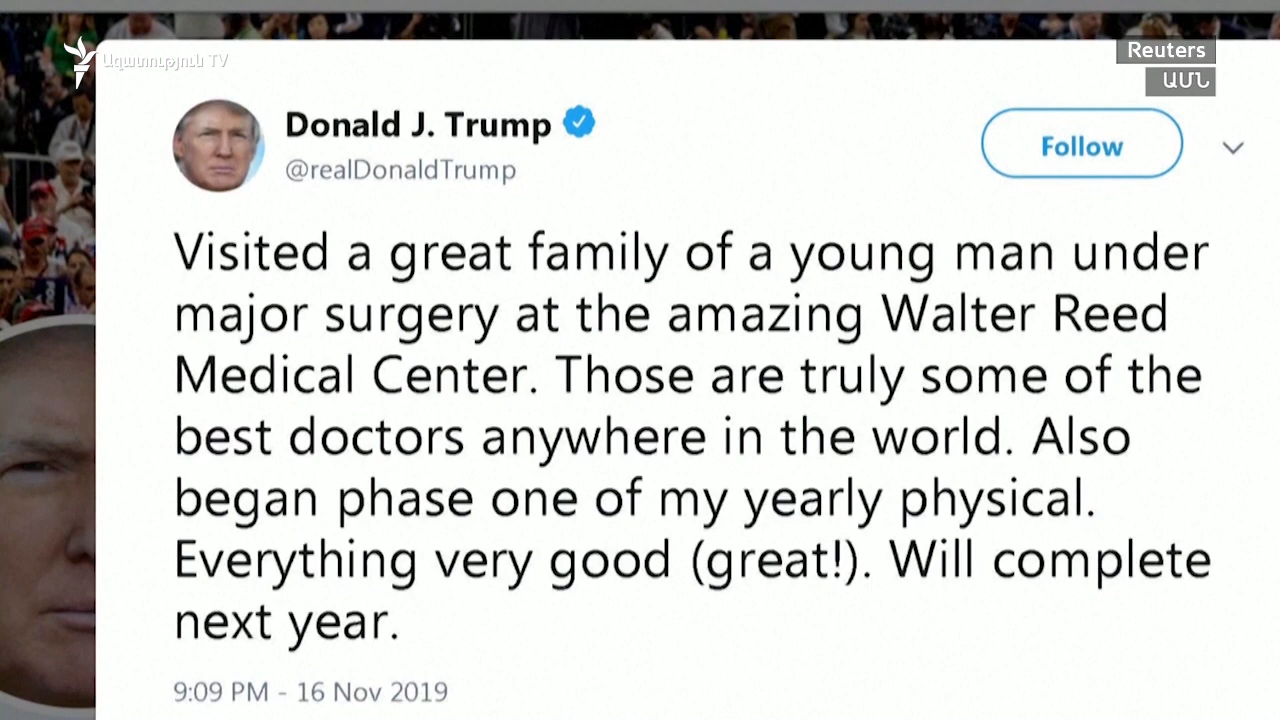 Ազատություն TV
Reuters
ԱՄՆ
Donald J. Trump
@realDonaldTrump
Follow
Visited a great family of a young man under
major surgery at the amazing Walter Reed
Medical Center. Those are truly some of the
best doctors anywhere in the world. Also
began phase one of my yearly physical.
Everything very good (great!). Will complete
next year.
9:09 PM - 16 Nov 2019